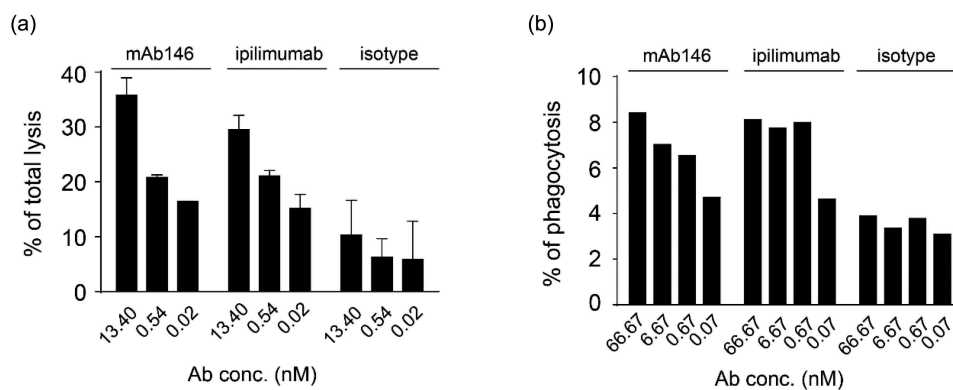 (a)
mAb146 ipilimumab isotype
40
30
20
10
0
% of total lysis
13.40 0.54 0.02 13.40 0.54 0.02 13.40 0.54 0.02
Ab conc. (nM)
(b)
mAb146 ipilimumab isotype
10
8
6
4
2
0
% of phagocytosis
66.67 6.67 0.67 0.07 66.67 6.67 0.67 0.07 66.67 6.67 0.67 0.07
Ab conc. (nM)